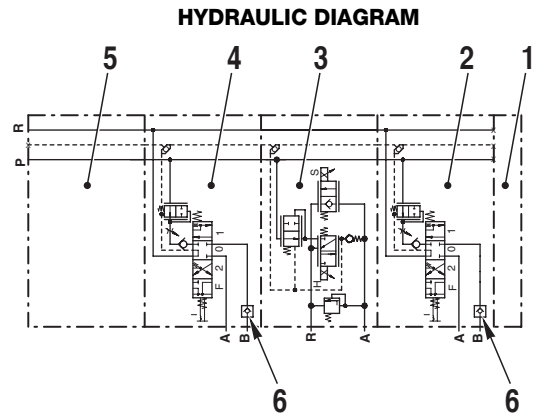 HYDRAULIC DIAGRAM
5 4 3 2 1
R
P
S
H
1
0
2
F
I
1
0
2
F
I
A B R A A B
6 6